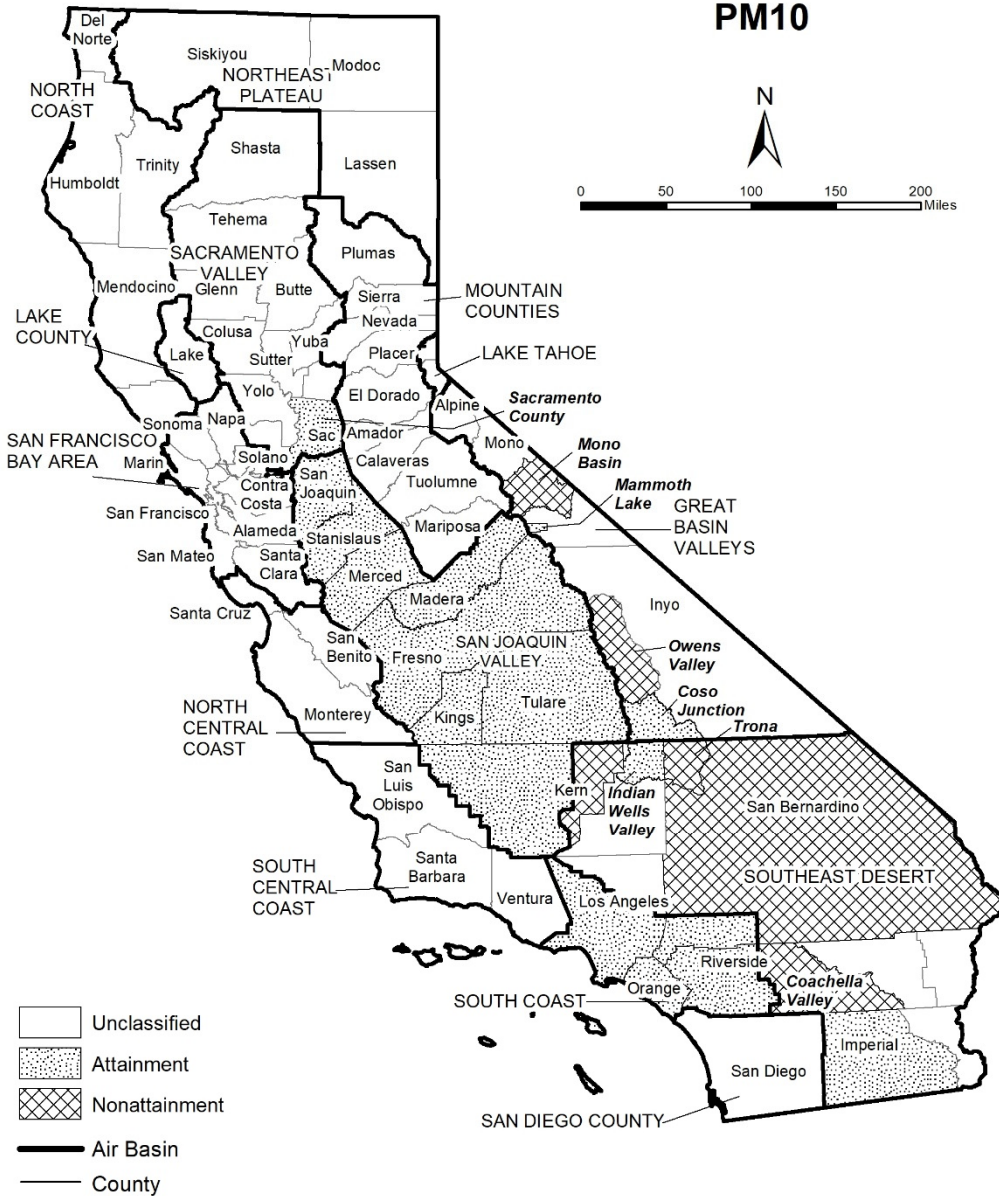 PM10
N
0 50 100 150 200
Miles
Del
Norte
Siskiyou
Modoc
NORTHEAST
PLATEAU
NORTH
COAST
Shasta
Trinity
Lassen
Humboldt
Tehema
Plumas
SACRAMENTO
VALLEY
Mendocino
Glenn
Butte
Sierra
MOUNTAIN
COUNTIES
LAKE
COUNTY
Nevada
Colusa
Yuba
Lake
Sutter
Placer
LAKE TAHOE
Yolo
El Dorado
Alpine
Sacramento
County
Sonoma
Napa
Sac
Amador
Mono
SAN FRANCISCO
BAY AREA
Marin
Solano
Calaveras
Mono
Basin
San
Joaquin
Contra
Costa
Tuolumne
Mammoth
Lake
San Francisco
GREAT
BASIN
VALLEYS
Alameda
Stanislaus
Mariposa
San Mateo
Santa
Clara
Merced
Madera
Inyo
Santa Cruz
San
Benito
Fresno
SAN JOAQUIN
VALLEY
Owens
Valley
Coso
Junction
Tulare
Kings
Monterey
NORTH
CENTRAL
COAST
Trona
San
Luis
Obispo
Kern
Indian
Wells
Valley
San Bernardino
Santa
Barbara
SOUTH
CENTRAL
COAST
Ventura
Los Angeles
SOUTHEAST DESERT
Riverside
Orange
Coachella
Valley
SOUTH COAST
Imperial
San Diego
SAN DIEGO COUNTY
Unclassified
Attainment
Nonattainment
Air Basin
County